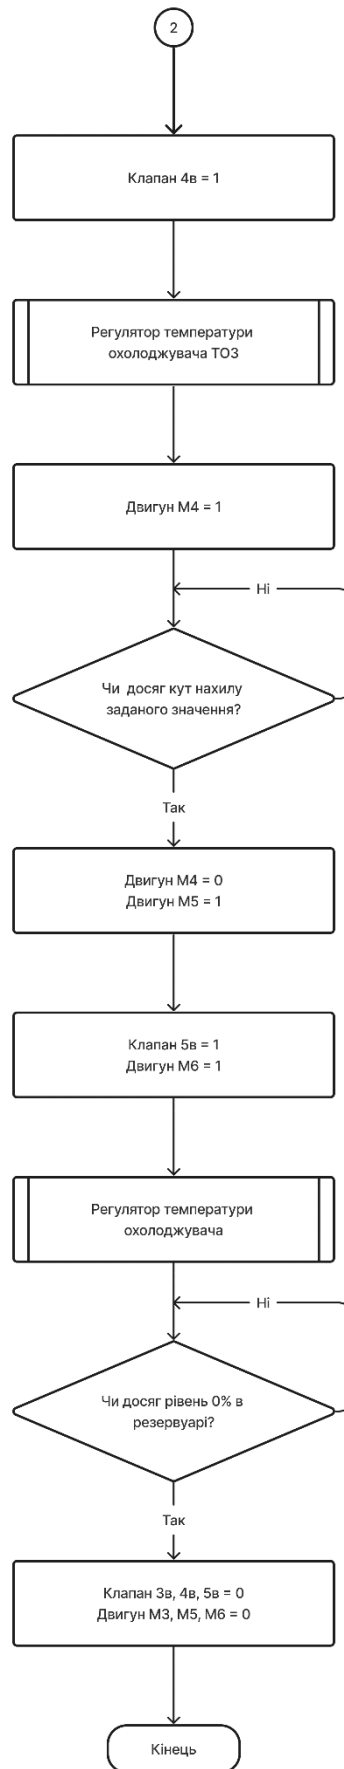 2
Клапан 4в = 1
Регулятор температури
охолоджувача ТО3
Двигун М4 = 1
Ні
Чи досяг кут нахилу
заданого значення?
Так
Двигун М4 = 0
Двигун М5 = 1
Клапан 5в = 1
Двигун М6 = 1
Регулятор температури
охолоджувача
Ні
Чи досяг рівень 0% в
резервуарі?
Так
Клапан 3в, 4в, 5в = 0
Двигун М3, М5, М6 = 0
Кінець